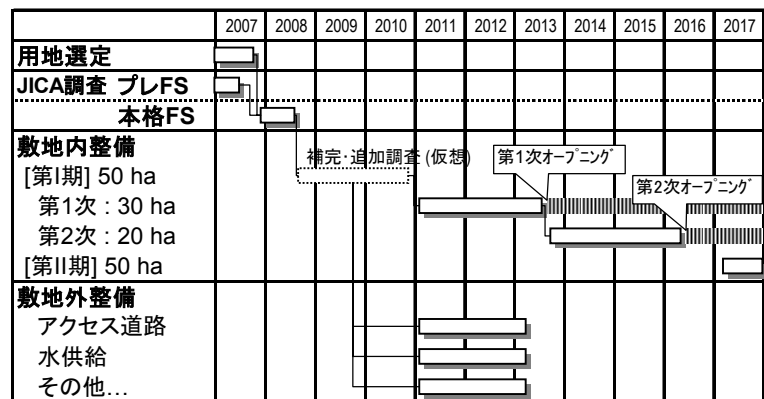 2007 2008 2009 2010 2011 2012 2013 2014 2015 2016 2017
用地選定
JICA調査 プレFS
本格FS
敷地内整備
補完･追加調査 (仮想)
第1次ｵｰﾌﾟﾆﾝｸﾞ
[第I期] 50 ha
第2次ｵｰﾌﾟﾆﾝｸﾞ
第1次 : 30 ha
第2次 : 20 ha
[第II期] 50 ha
敷地外整備
アクセス道路
水供給
その他…